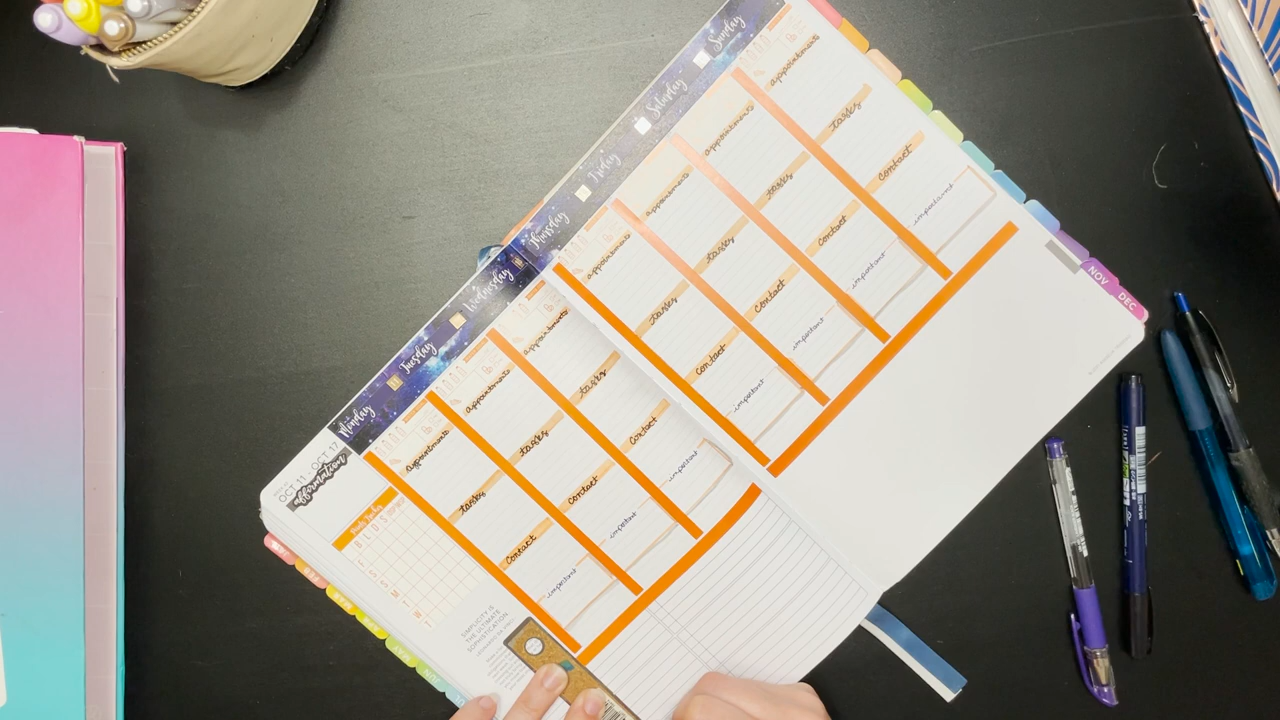 OCT 11 - OCT 17
affirmation
Monday
Tuesday
Wednesday
Thursday
Friday
Saturday
Sunday
appointments
tasks
Contact
important
appointments
tasks
Contact
important
appointments
tasks
Contact
important
appointments
tasks
Contact
important
appointments
tasks
Contact
important
appointments
tasks
Contact
important
appointments
tasks
Contact
important
B L D S
SIMPLICITY IS
THE ULTIMATE
SOPHISTICATION
NOV
DEC